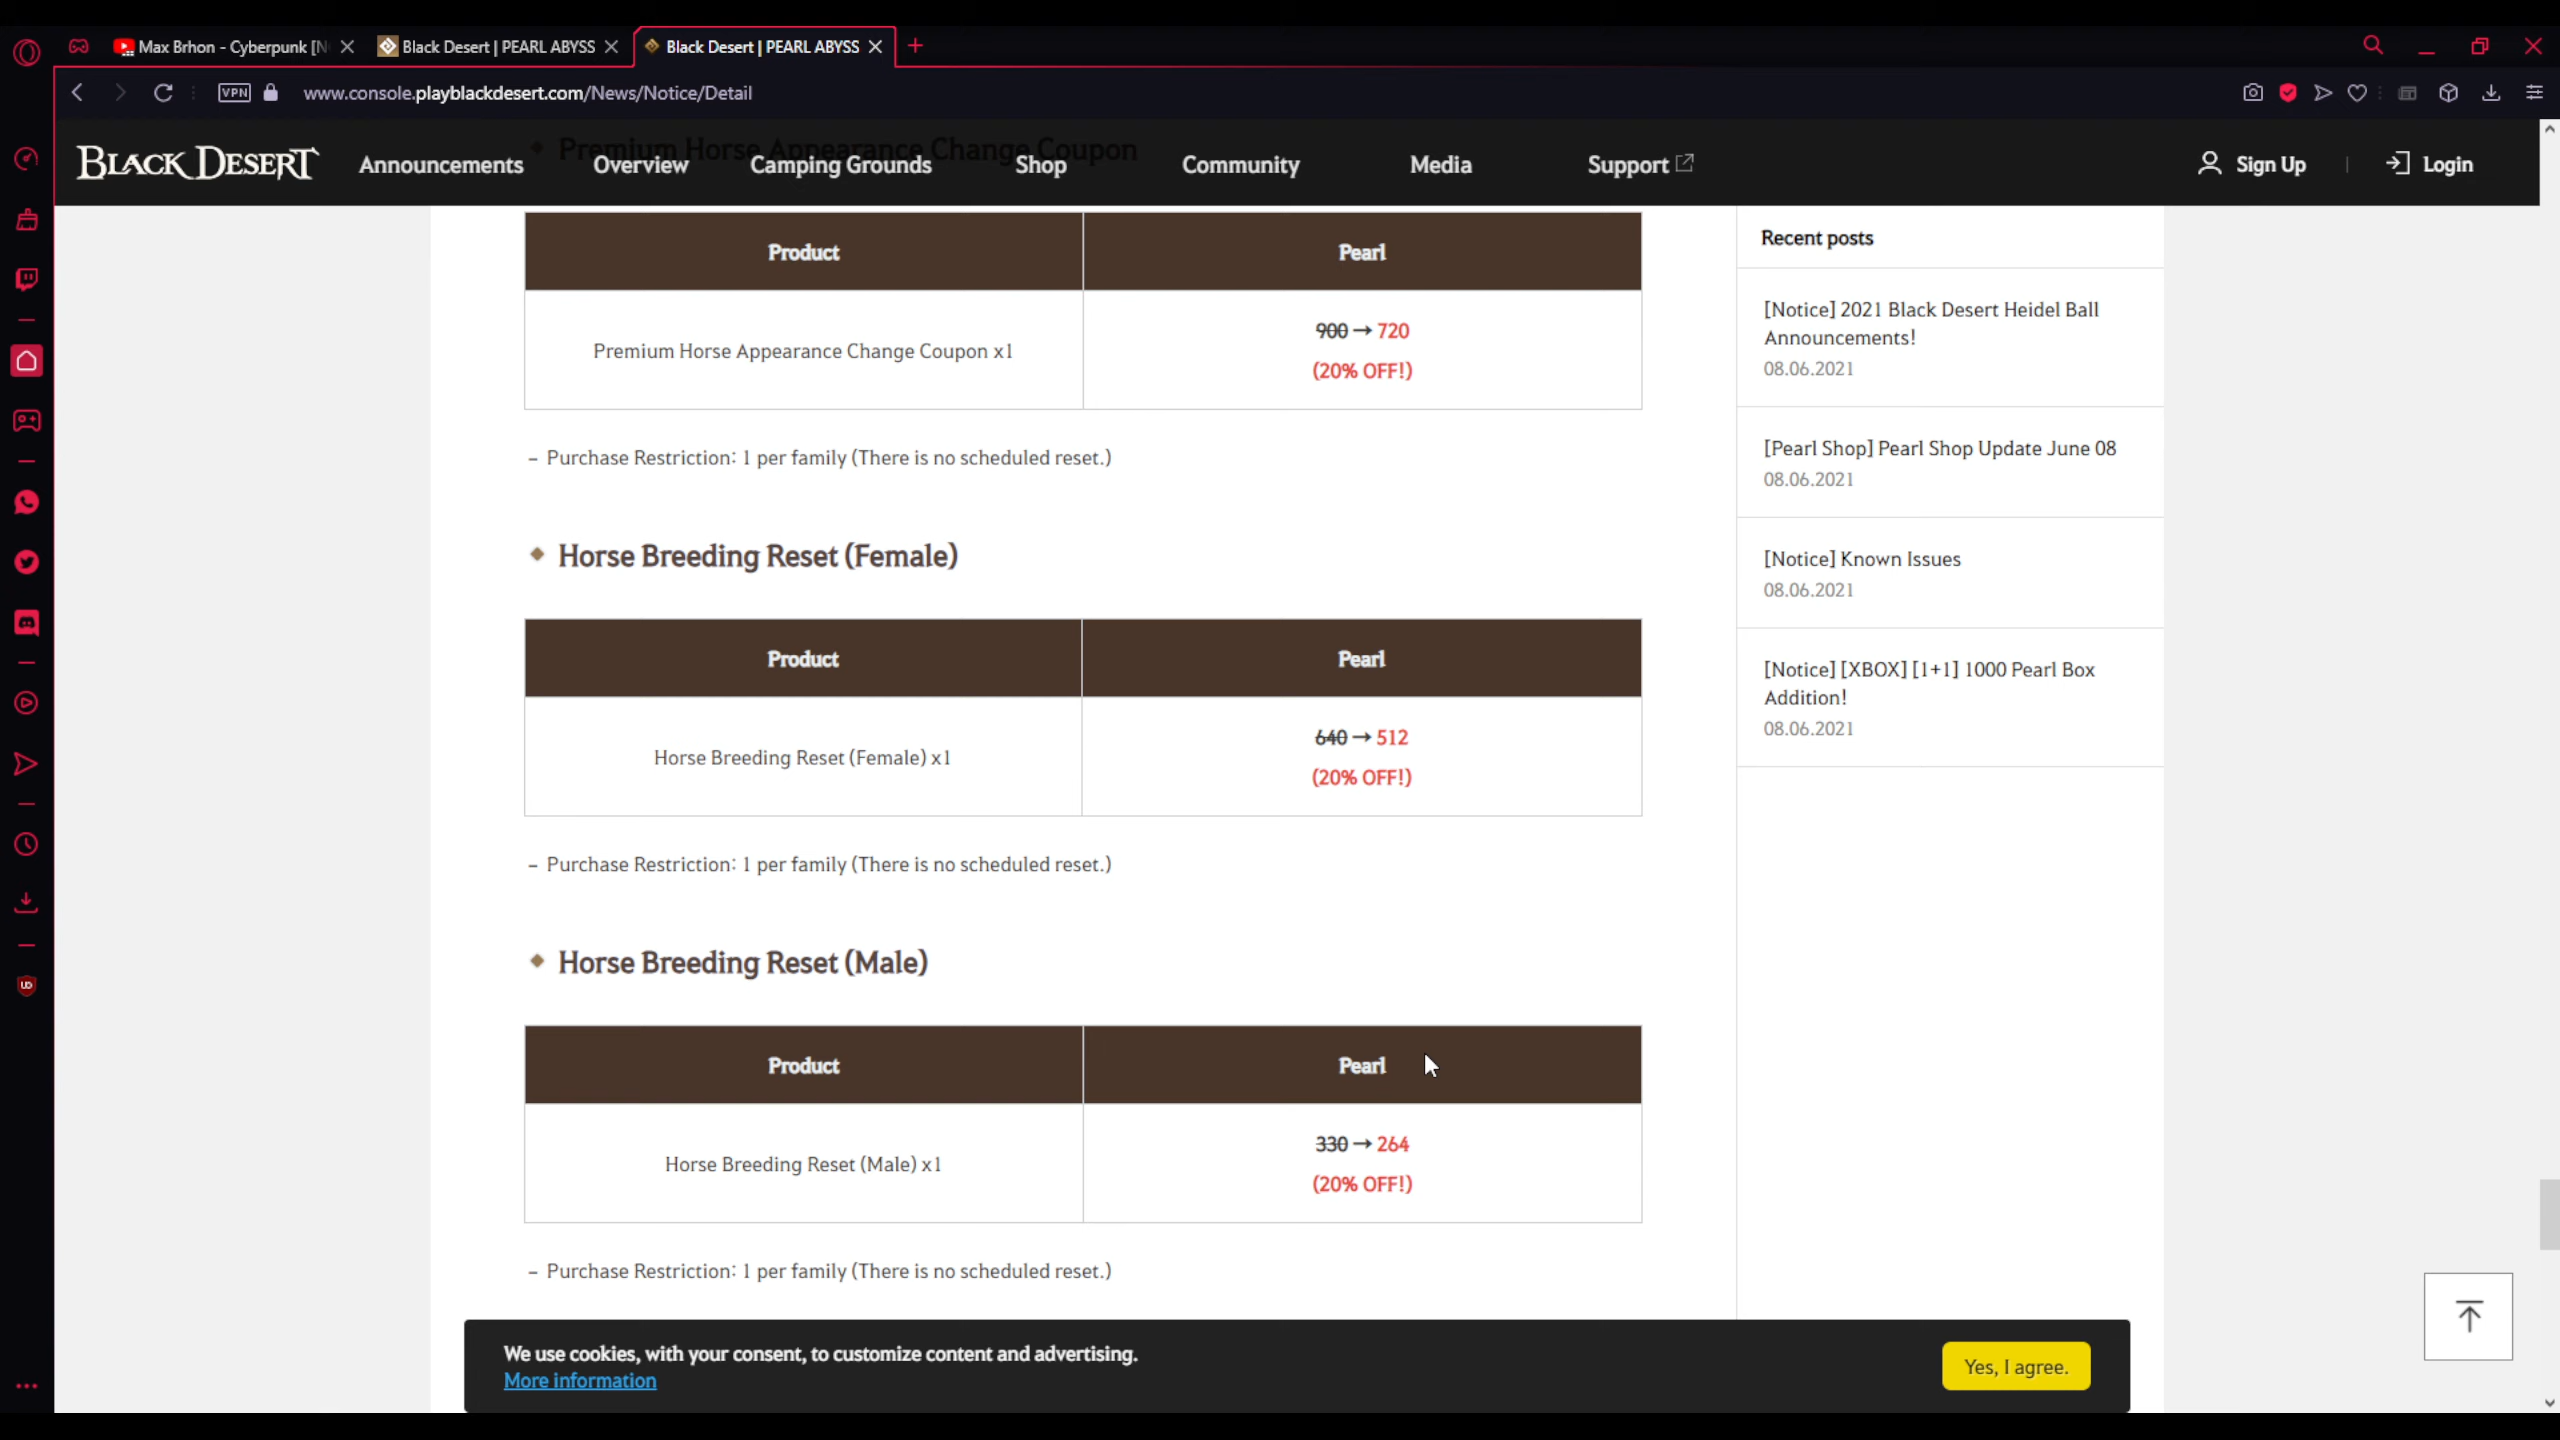 Max Brhon - Cyberpunk [N
Black Desert | PEARL ABYSS
Black Desert | PEARL ABYSS
VPN
www.console.playblackdesert.com/News/Notice/Detail
BLACK DESERT
Announcements
Overview
Camping Grounds
Shop
Community
Media
Support
Sign Up
Login
Premium Horse Appearance Change Coupon
Product
Pearl
Premium Horse Appearance Change Coupon x1
900 → 720
(20% OFF!)
- Purchase Restriction: 1 per family (There is no scheduled reset.)
Horse Breeding Reset (Female)
Product
Pearl
Horse Breeding Reset (Female) x1
640 → 512
(20% OFF!)
- Purchase Restriction: 1 per family (There is no scheduled reset.)
Horse Breeding Reset (Male)
Product
Pearl
Horse Breeding Reset (Male) x1
330 → 264
(20% OFF!)
- Purchase Restriction: 1 per family (There is no scheduled reset.)
Recent posts
[Notice] 2021 Black Desert Heidel Ball
Announcements!
08.06.2021
[Pearl Shop] Pearl Shop Update June 08
08.06.2021
[Notice] Known Issues
08.06.2021
[Notice] [XBOX] [1+1] 1000 Pearl Box
Addition!
08.06.2021
We use cookies, with your consent, to customize content and advertising.
More information
Yes, I agree.